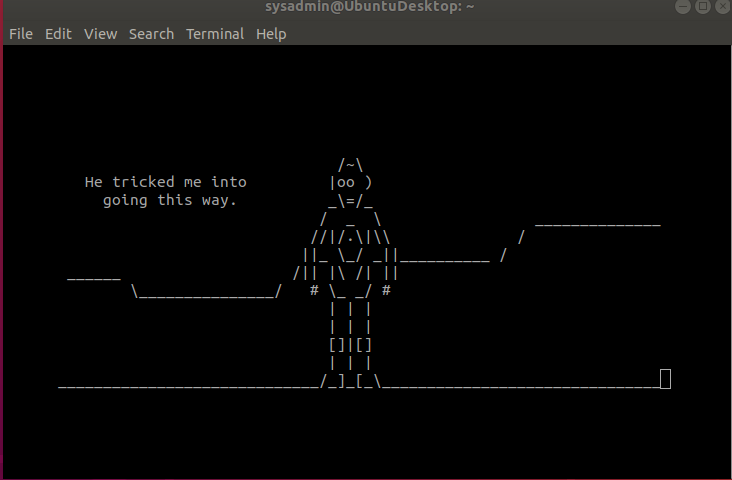 sysadmin@UbuntuDesktop: ~
File Edit View Search Terminal Help
He tricked me into
going this way.